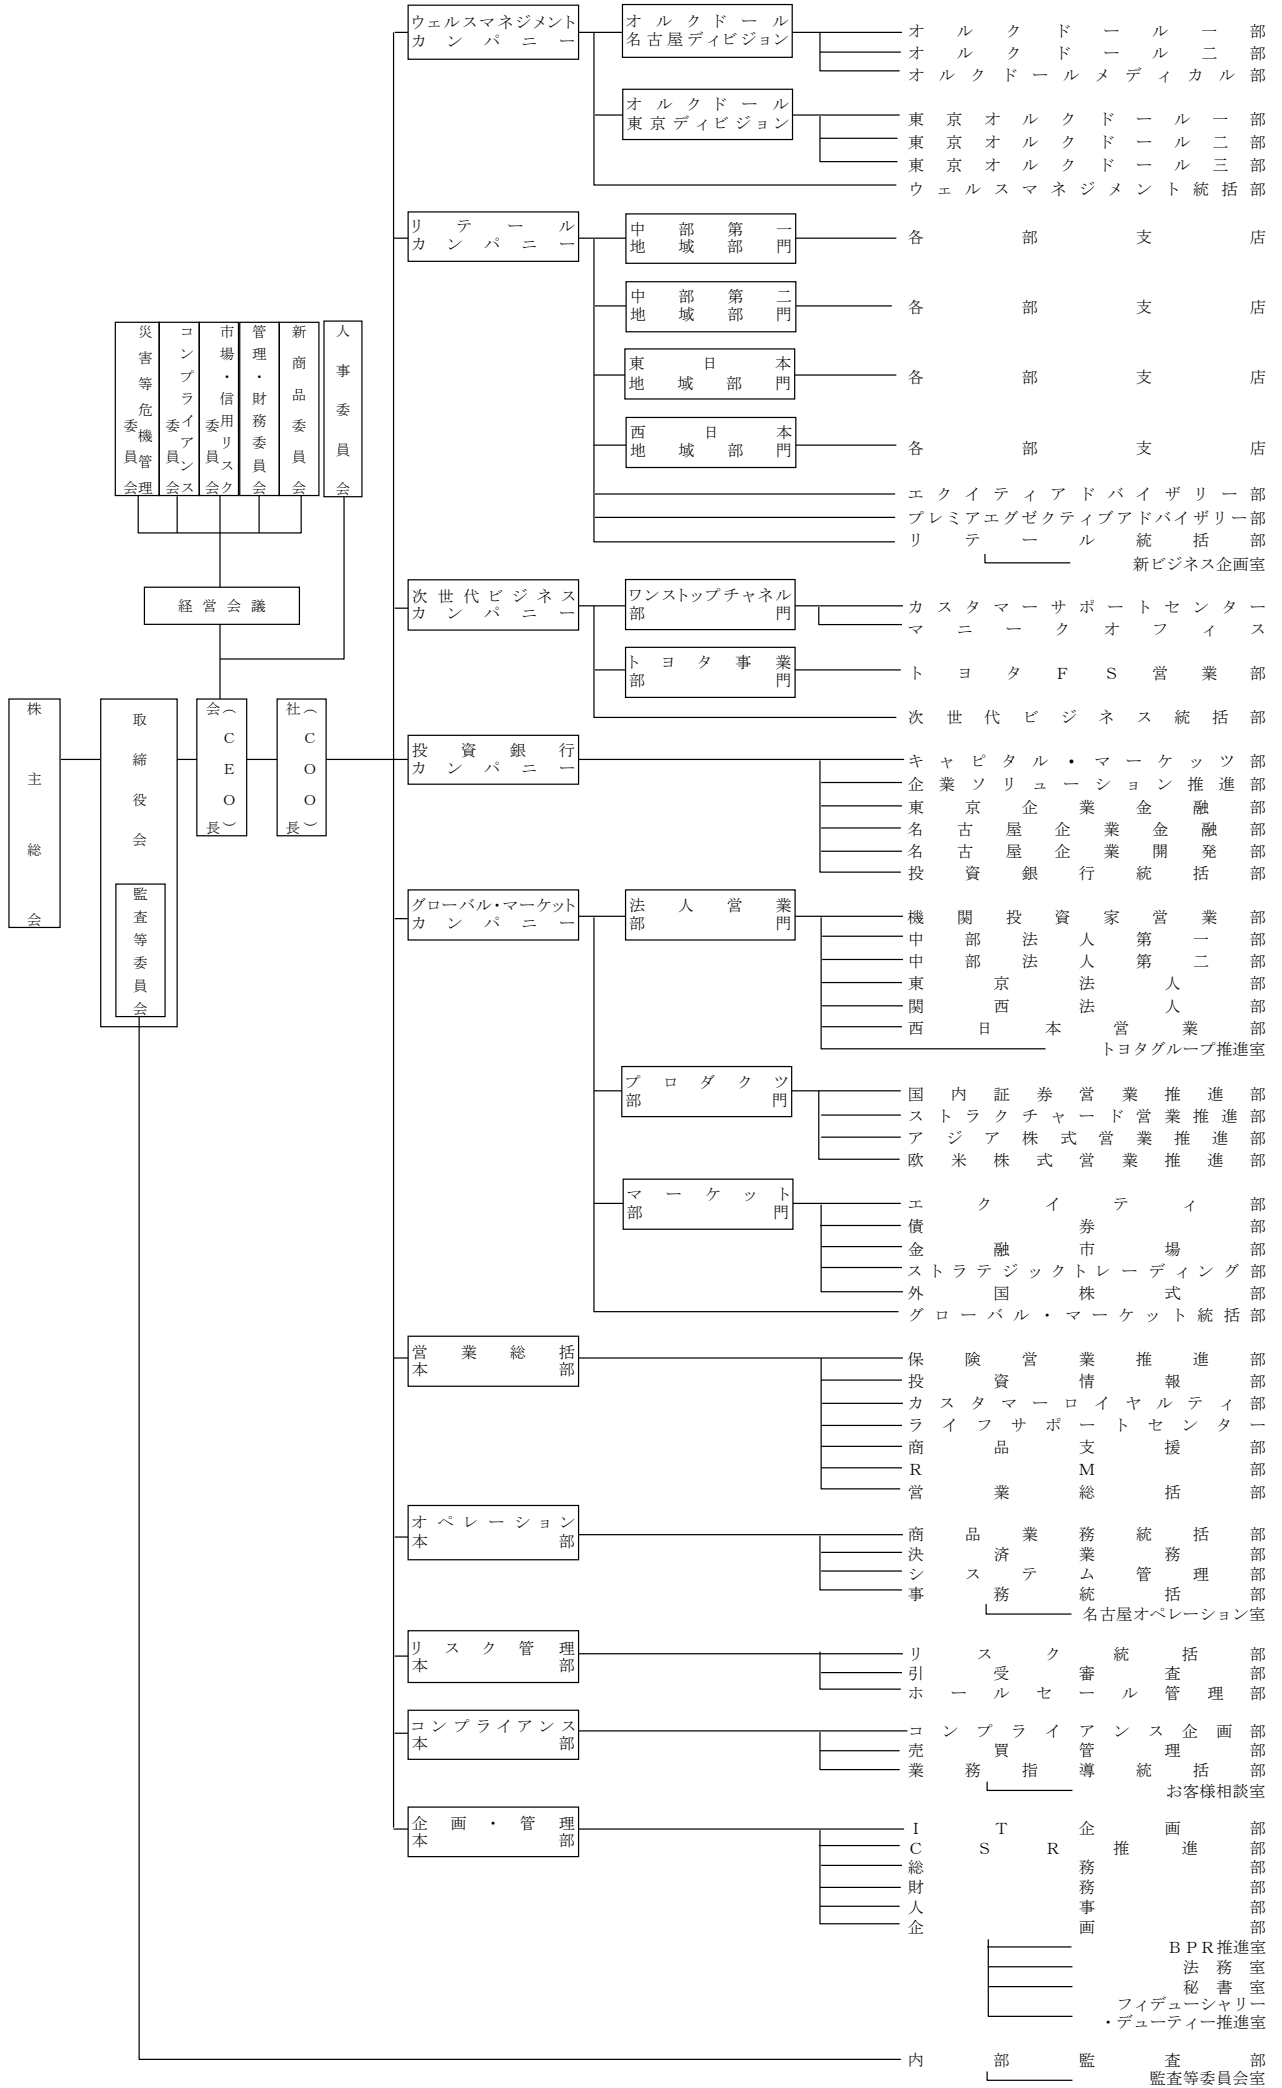 株主総会
取締役会
監査等委員会
会長
(CEO)
社長
(COO)
経営会議
災害等危機管理
委員会
コンプライアンス
委員会
市場・信用リスク
委員会
管理・財務委員会
新商品委員会
人事委員会
ウェルスマネジメント
カンパニー
オルクドール
名古屋ディビジョン
オルクドール一部
オルクドール二部
オルクドールメディカル部
オルクドール
東京ディビジョン
東京オルクドール一部
東京オルクドール二部
東京オルクドール三部
ウェルスマネジメント統括部
リテール
カンパニー
中部第一
地域部門
各部支店
中部第二
地域部門
各部支店
東日本
地域部門
各部支店
西日本
地域部門
各部支店
エクイティアドバイザリー部
プレミアエグゼクティブアドバイザリー部
リテール統括部
新ビジネス企画室
次世代ビジネス
カンパニー
ワンストップチャネル
部門
カスタマーサポートセンター
マニークオフィス
トヨタ事業
部門
トヨタFS営業部
次世代ビジネス統括部
投資銀行
カンパニー
キャピタル・マーケッツ部
企業ソリューション推進部
東京企業金融部
名古屋企業金融部
名古屋企業開発部
投資銀行統括部
グローバル・マーケット
カンパニー
法人営業
部門
機関投資家営業部
中部法人第一部
中部法人第二部
東京法人部
関西法人部
西日本営業部
トヨタグループ推進室
プロダクツ
部門
国内証券営業推進部
ストラクチャード営業推進部
アジア株式営業推進部
欧米株式営業推進部
マーケット
部門
エクイティ部
債券部
金融市場部
ストラテジックトレーディング部
外国株式部
グローバル・マーケット統括部
営業総括
本部
保険営業推進部
投資情報部
カスタマーロイヤルティ部
ライフサポートセンター
商品支援部
RM部
営業総括部
オペレーション
本部
商品業務統括部
決済業務部
システム管理部
事務統括部
名古屋オペレーション室
リスク管理
本部
リスク統括部
引受審査部
ホールセール管理部
コンプライアンス
本部
コンプライアンス企画部
売買管理部
業務指導統括部
お客様相談室
企画・管理
本部
IT企画部
CSR推進部
総務部
財務部
人事部
企画部
BPR推進室
法務室
秘書室
フィデューシャリー
・デューティー推進室
内部監査部
監査等委員会室